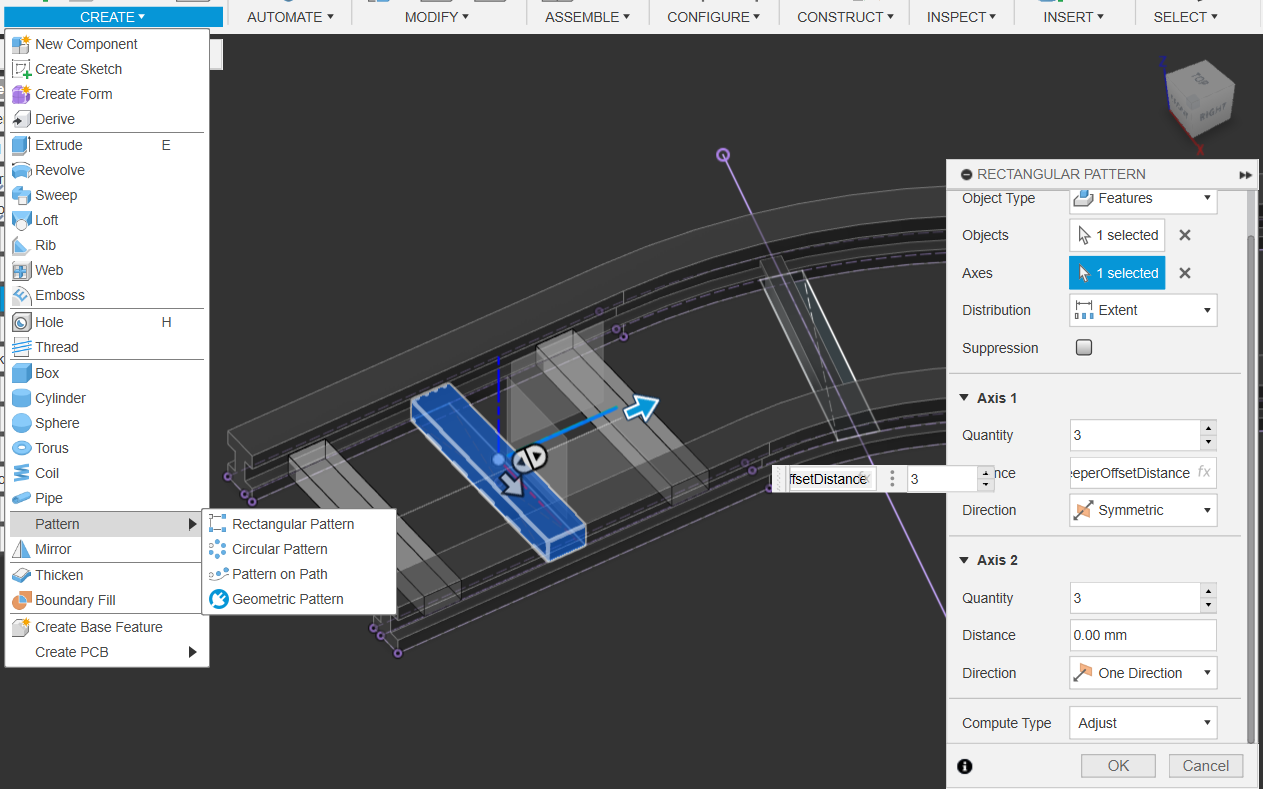 CREATE
AUTOMATE
MODIFY
ASSEMBLE
CONFIGURE
CONSTRUCT
INSPECT
INSERT
SELECT
New Component
Create Sketch
Create Form
Derive
Extrude E
Revolve
Sweep
Loft
Rib
Web
Emboss
Hole H
Thread
Box
Cylinder
Sphere
Torus
Coil
Pipe
Pattern
Mirror
Thicken
Boundary Fill
Create Base Feature
Create PCB
Rectangular Pattern
Circular Pattern
Pattern on Path
Geometric Pattern
Z
TOP
RIGHT
X
fsetDistance fx
3
RECTANGULAR PATTERN
Object Type Features
Objects 1 selected
Axes 1 selected
Distribution Extent
Suppression
Axis 1
Quantity 3
nce eperOffsetDistance fx
Direction Symmetric
Axis 2
Quantity 3
Distance 0.00 mm
Direction One Direction
Compute Type Adjust
OK Cancel